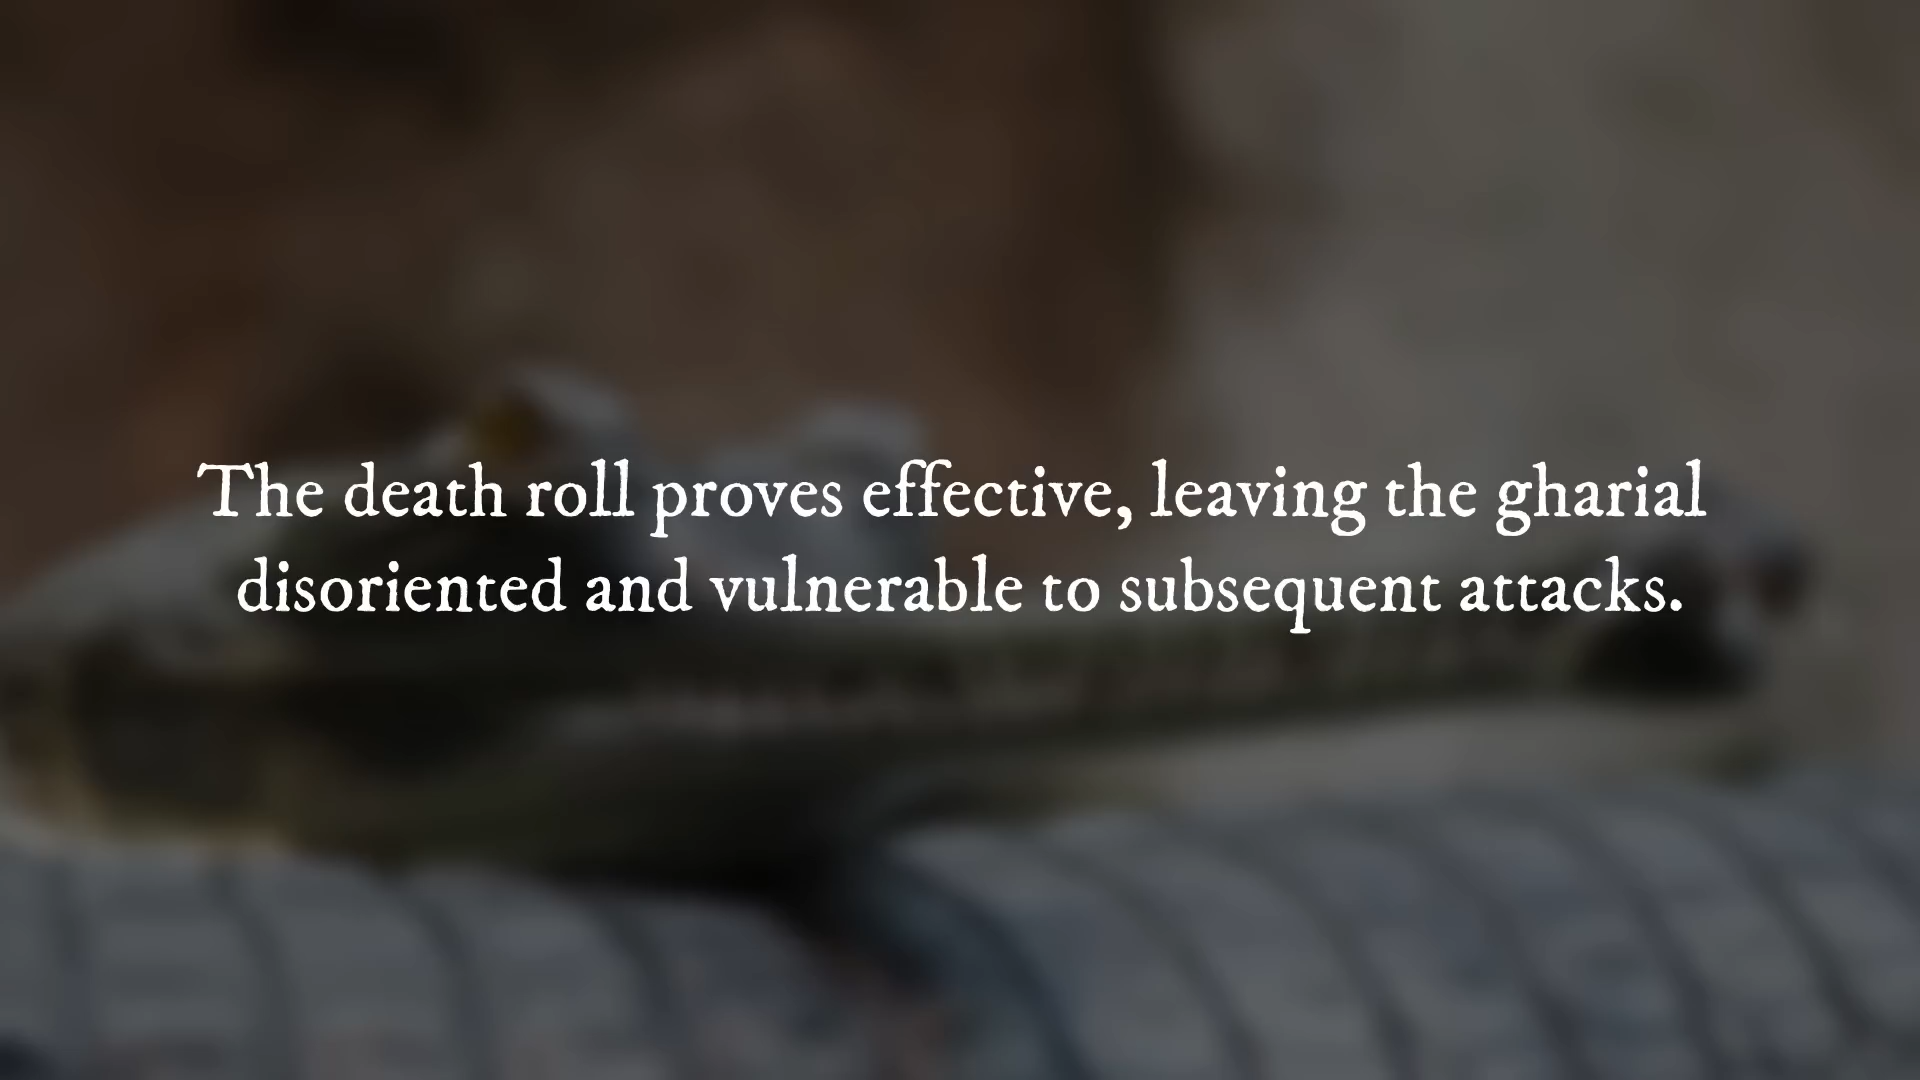 The death roll proves effective, leaving the gharial
disoriented and vulnerable to subsequent attacks.